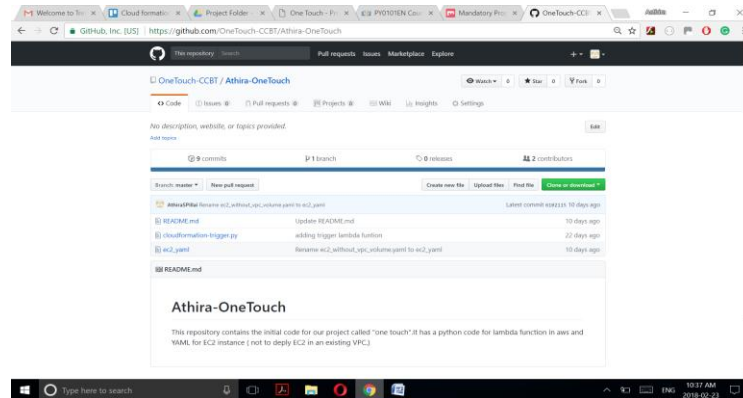 Welcome to Tre
Cloud formatio
Project Folder
One Touch - Pr
PY0101EN
Mandatory Pro
OneTouch-CCB
GitHub, Inc. [US] https://github.com/OneTouch-CCBT/Athira-OneTouch
This repository Search Pull requests Issues Marketplace Explore
OneTouch-CCBT / Athira-OneTouch
Watch 0 Star 0 Fork 0
Code Issues 0 Pull requests 0 Projects 0 Wiki Insights Settings
No description, website, or topics provided.
Edit
Add topics
9 commits 1 branch 0 releases 2 contributors
Branch: master New pull request Create new file Upload files Find file Clone or download
AthiraSPillai Rename ec2_without_vpc_volume.yaml to ec2_yaml Latest commit 10 days ago
README.md Update README.md 10 days ago
cloudformation-trigger.py adding trigger lambda funtion 22 days ago
ec2_yaml Rename ec2_without_vpc_volume.yaml to ec2_yaml 10 days ago
README.md
Athira-OneTouch
This repository contains the initial code for our project called "one touch".It has a python code for lambda function in aws and
YAML for EC2 instance ( not to deply EC2 in an existing VPC.)
Type here to search
ENG
10:37 AM
2018-02-23